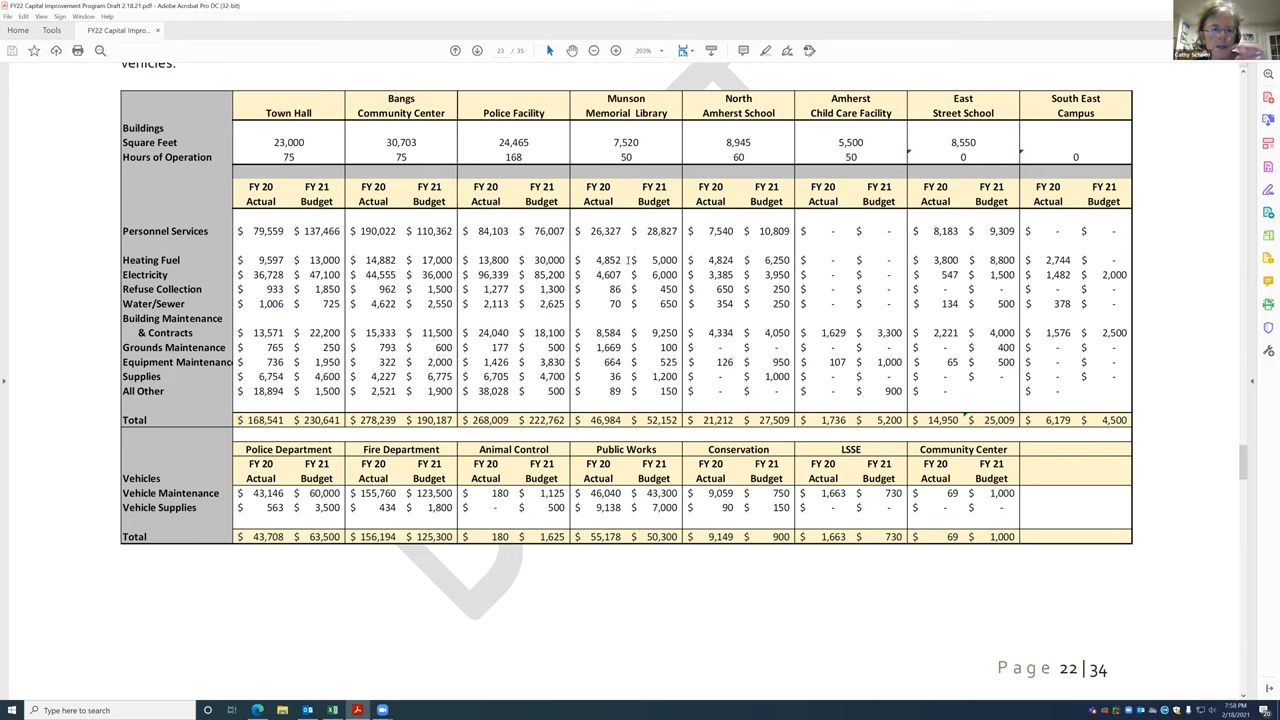 FY22 Capital Improvement Program Draft 2.18.21.pdf - Adobe Acrobat Pro DC (32-bit)
File Edit View Sign Window Help
Home Tools FY22 Capital Impro... ×
23 / 35 203%
Cathy Schoen
vehicles.
Town Hall Bangs Community Center Police Facility Munson Memorial Library North Amherst School Amherst Child Care Facility East Street School South East Campus
Buildings
Square Feet 23,000 30,703 24,465 7,520 8,945 5,500 8,550
Hours of Operation 75 75 168 50 60 50 0 0
FY 20 FY 21 FY 20 FY 21 FY 20 FY 21 FY 20 FY 21 FY 20 FY 21 FY 20 FY 21 FY 20 FY 21 FY 20 FY 21
Actual Budget Actual Budget Actual Budget Actual Budget Actual Budget Actual Budget Actual Budget Actual Budget
Personnel Services $ 79,559 $ 137,466 $ 190,022 $ 110,362 $ 84,103 $ 76,007 $ 26,327 $ 28,827 $ 7,540 $ 10,809 $ - $ - $ 8,183 $ 9,309 $ - $ -
Heating Fuel $ 9,597 $ 13,000 $ 14,882 $ 17,000 $ 13,800 $ 30,000 $ 4,852 $ 5,000 $ 4,824 $ 6,250 $ - $ - $ 3,800 $ 8,800 $ 2,744 $ -
Electricity $ 36,728 $ 47,100 $ 44,555 $ 36,000 $ 96,339 $ 85,200 $ 4,607 $ 6,000 $ 3,385 $ 3,950 $ - $ - $ 547 $ 1,500 $ 1,482 $ 2,000
Refuse Collection $ 933 $ 1,850 $ 962 $ 1,500 $ 1,277 $ 1,300 $ 86 $ 450 $ 650 $ 250 $ - $ - $ - $ - $ - $ -
Water/Sewer $ 1,006 $ 725 $ 4,622 $ 2,550 $ 2,113 $ 2,625 $ 70 $ 650 $ 354 $ 250 $ - $ - $ 134 $ 500 $ 378 $ -
Building Maintenance
& Contracts $ 13,571 $ 22,200 $ 15,333 $ 11,500 $ 24,040 $ 18,100 $ 8,584 $ 9,250 $ 4,334 $ 4,050 $ 1,629 $ 3,300 $ 2,221 $ 4,000 $ 1,576 $ 2,500
Grounds Maintenance $ 765 $ 250 $ 793 $ 600 $ 177 $ 500 $ 1,669 $ 100 $ - $ - $ - $ - $ - $ 400 $ - $ -
Equipment Maintenanc $ 736 $ 1,950 $ 322 $ 2,000 $ 1,426 $ 3,830 $ 664 $ 525 $ 126 $ 950 $ 107 $ 1,000 $ 65 $ 500 $ - $ -
Supplies $ 6,754 $ 4,600 $ 4,227 $ 6,775 $ 6,705 $ 4,700 $ 36 $ 1,200 $ - $ 1,000 $ - $ - $ - $ - $ - $ -
All Other $ 18,894 $ 1,500 $ 2,521 $ 1,900 $ 38,028 $ 500 $ 89 $ 150 $ - $ - $ 900 $ - $ -
Total $ 168,541 $ 230,641 $ 278,239 $ 190,187 $ 268,009 $ 222,762 $ 46,984 $ 52,152 $ 21,212 $ 27,509 $ 1,736 $ 5,200 $ 14,950 $ 25,009 $ 6,179 $ 4,500
Police Department Fire Department Animal Control Public Works Conservation LSSE Community Center
FY 20 FY 21 FY 20 FY 21 FY 20 FY 21 FY 20 FY 21 FY 20 FY 21 FY 20 FY 21 FY 20 FY 21
Vehicles Actual Budget Actual Budget Actual Budget Actual Budget Actual Budget Actual Budget Actual Budget
Vehicle Maintenance $ 43,146 $ 60,000 $ 155,760 $ 123,500 $ 180 $ 1,125 $ 46,040 $ 43,300 $ 9,059 $ 750 $ 1,663 $ 730 $ 69 $ 1,000
Vehicle Supplies $ 563 $ 3,500 $ 434 $ 1,800 $ - $ 500 $ 9,138 $ 7,000 $ 90 $ 150 $ - $ - $ - $ -
Total $ 43,708 $ 63,500 $ 156,194 $ 125,300 $ 180 $ 1,625 $ 55,178 $ 50,300 $ 9,149 $ 900 $ 1,663 $ 730 $ 69 $ 1,000
Page 22|34
Type here to search
7:58 PM
2/18/2021